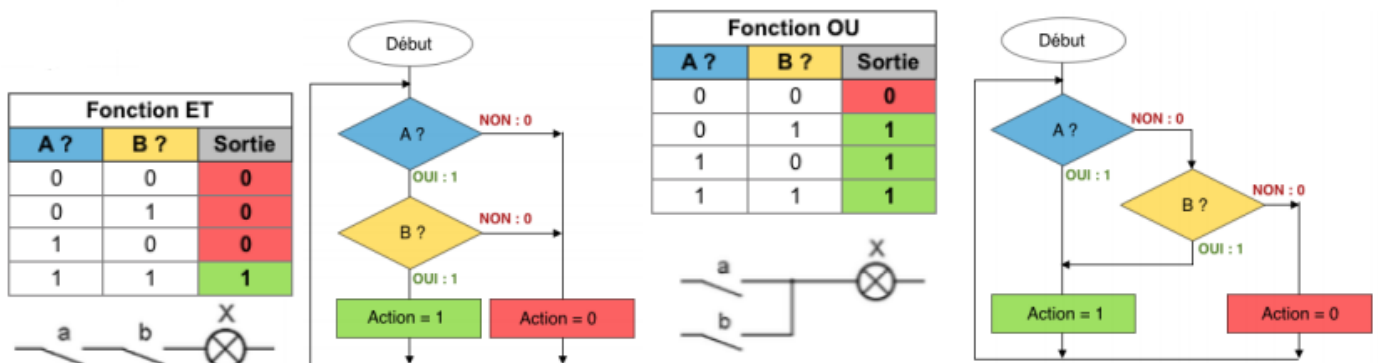 Fonction ET
A ? B ? Sortie
0 0 0
0 1 0
1 0 0
1 1 1
a b X
Début
A ?
NON : 0
OUI : 1
B ?
NON : 0
OUI : 1
Action = 1 Action = 0
Fonction OU
A ? B ? Sortie
0 0 0
0 1 1
1 0 1
1 1 1
a X
b
Début
A ?
NON : 0
OUI : 1
B ?
NON : 0
OUI : 1
Action = 1 Action = 0